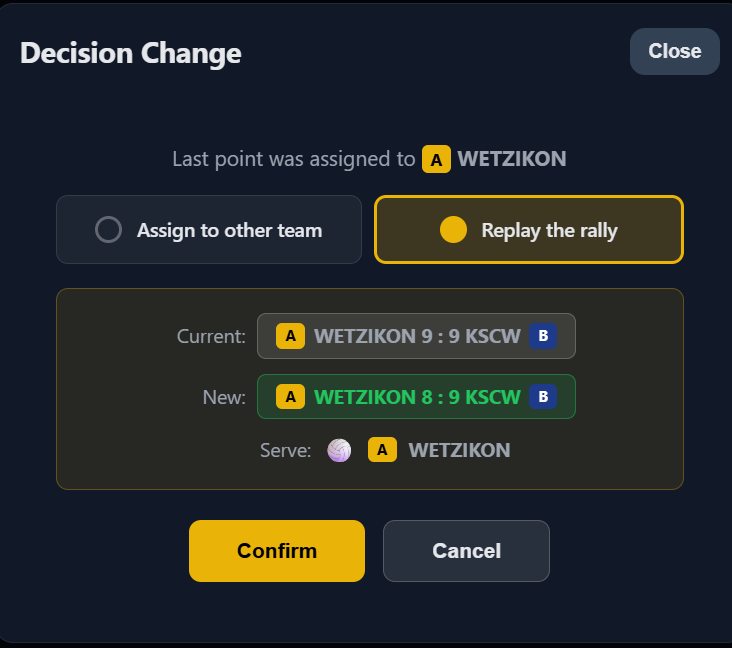 Decision Change
Close
Last point was assigned to A WETZIKON
Assign to other team
Replay the rally
Current: A WETZIKON 9 : 9 KSCW B
New: A WETZIKON 8 : 9 KSCW B
Serve: A WETZIKON
Confirm
Cancel